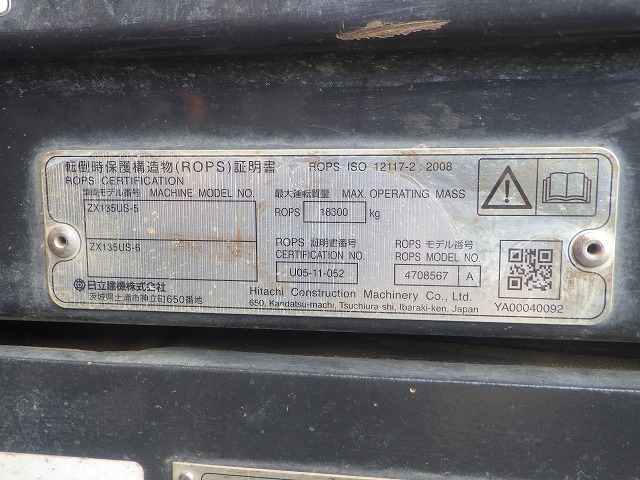 転倒時保護構造物(ROPS)証明書 ROPS ISO 12117-2 : 2008
ROPS CERTIFICATION
車両モデル番号 MACHINE MODEL NO.
ZX135US-5
ZX135US-6
最大運転質量 MAX. OPERATING MASS
ROPS 18300 kg
ROPS 証明書番号
CERTIFICATION NO.
U05-11-052
ROPS モデル番号
ROPS MODEL NO.
4708567 A
日立建機株式会社
茨城県土浦市神立町650番地
Hitachi Construction Machinery Co., Ltd.
650, Kandatsu-machi, Tsuchiura-shi, Ibaraki-ken, Japan
YA00040092